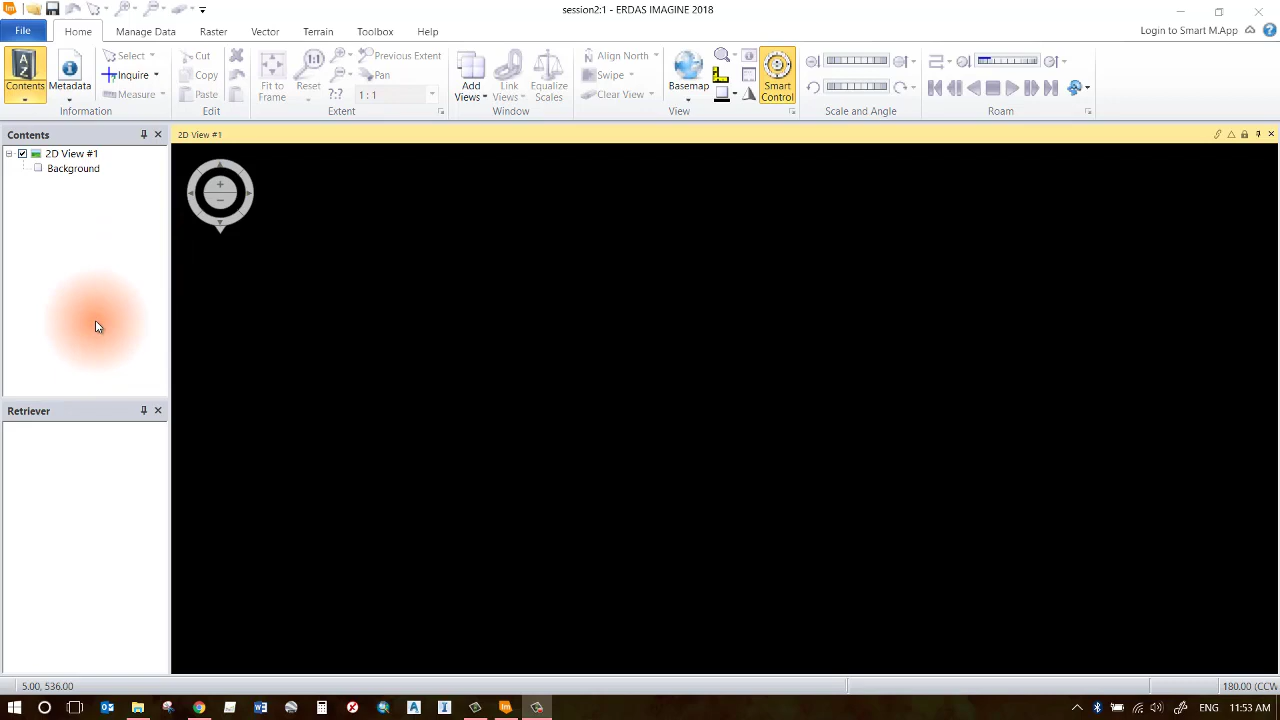 session2:1 - ERDAS IMAGINE 2018
File
Home
Manage Data
Raster
Vector
Terrain
Toolbox
Help
Login to Smart M.App
Contents
Metadata
Select
Inquire
Measure
Information
Cut
Copy
Paste
Edit
Fit to Frame
1:1
Reset
?:?
Previous Extent
Pan
1 : 1
Extent
Add Views
Link Views
Equalize Scales
Window
Align North
Swipe
Clear View
Basemap
Smart Control
View
Scale and Angle
Roam
Contents
2D View #1
Background
2D View #1
Retriever
5.00, 536.00
180.00 (CCW
ENG
11:53 AM